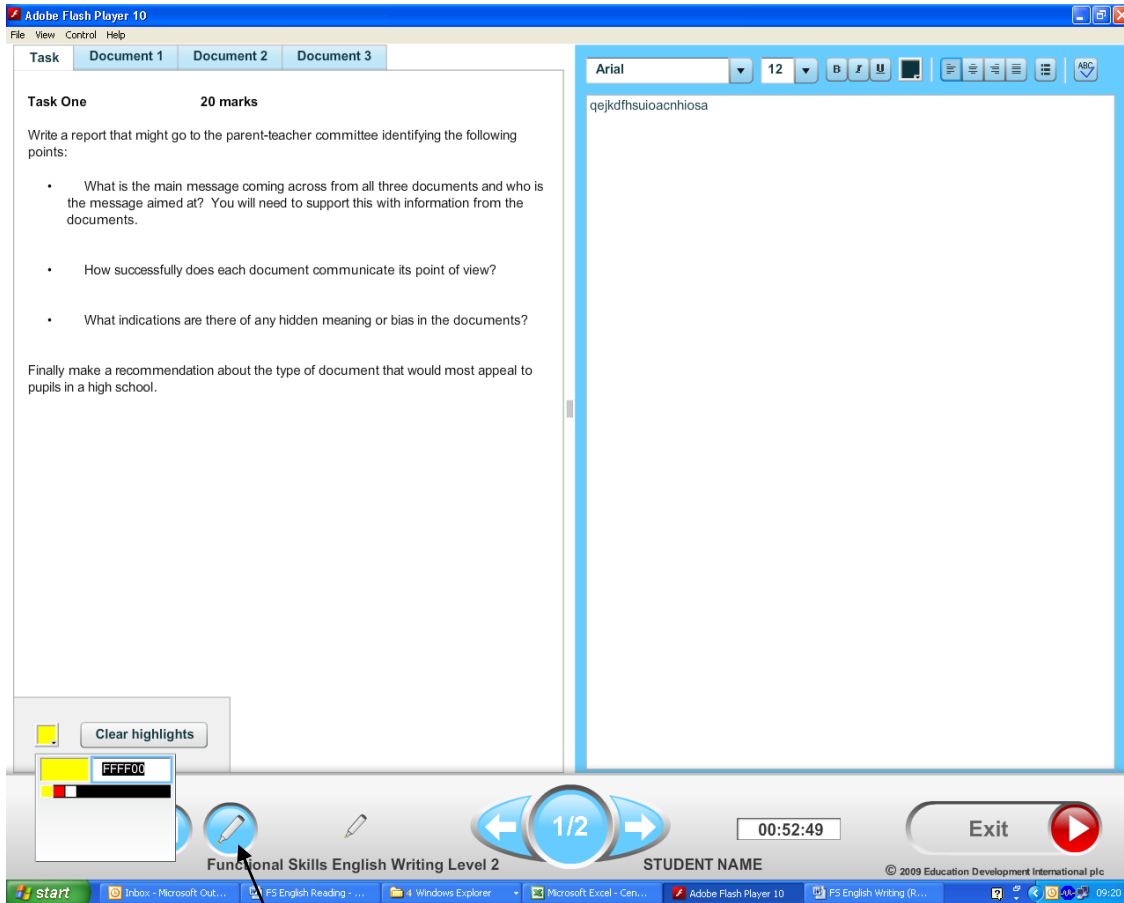 Adobe Flash Player 10
File View Control Help
Task Document 1 Document 2 Document 3
Arial 12 B I U ABC
Task One 20 marks
qejkdfhsuioacnhiosa
Write a report that might go to the parent-teacher committee identifying the following
points:
• What is the main message coming across from all three documents and who is
the message aimed at? You will need to support this with information from the
documents.
• How successfully does each document communicate its point of view?
• What indications are there of any hidden meaning or bias in the documents?
Finally make a recommendation about the type of document that would most appeal to
pupils in a high school.
Clear highlights
FFFF00
1/2
00:52:49
Exit
Functional Skills English Writing Level 2
STUDENT NAME
© 2009 Education Development International plc
start
Inbox - Microsoft Out...
FS English Reading - ...
4 Windows Explorer
Microsoft Excel - Cen...
Adobe Flash Player 10
FS English Writing (R...
09:20